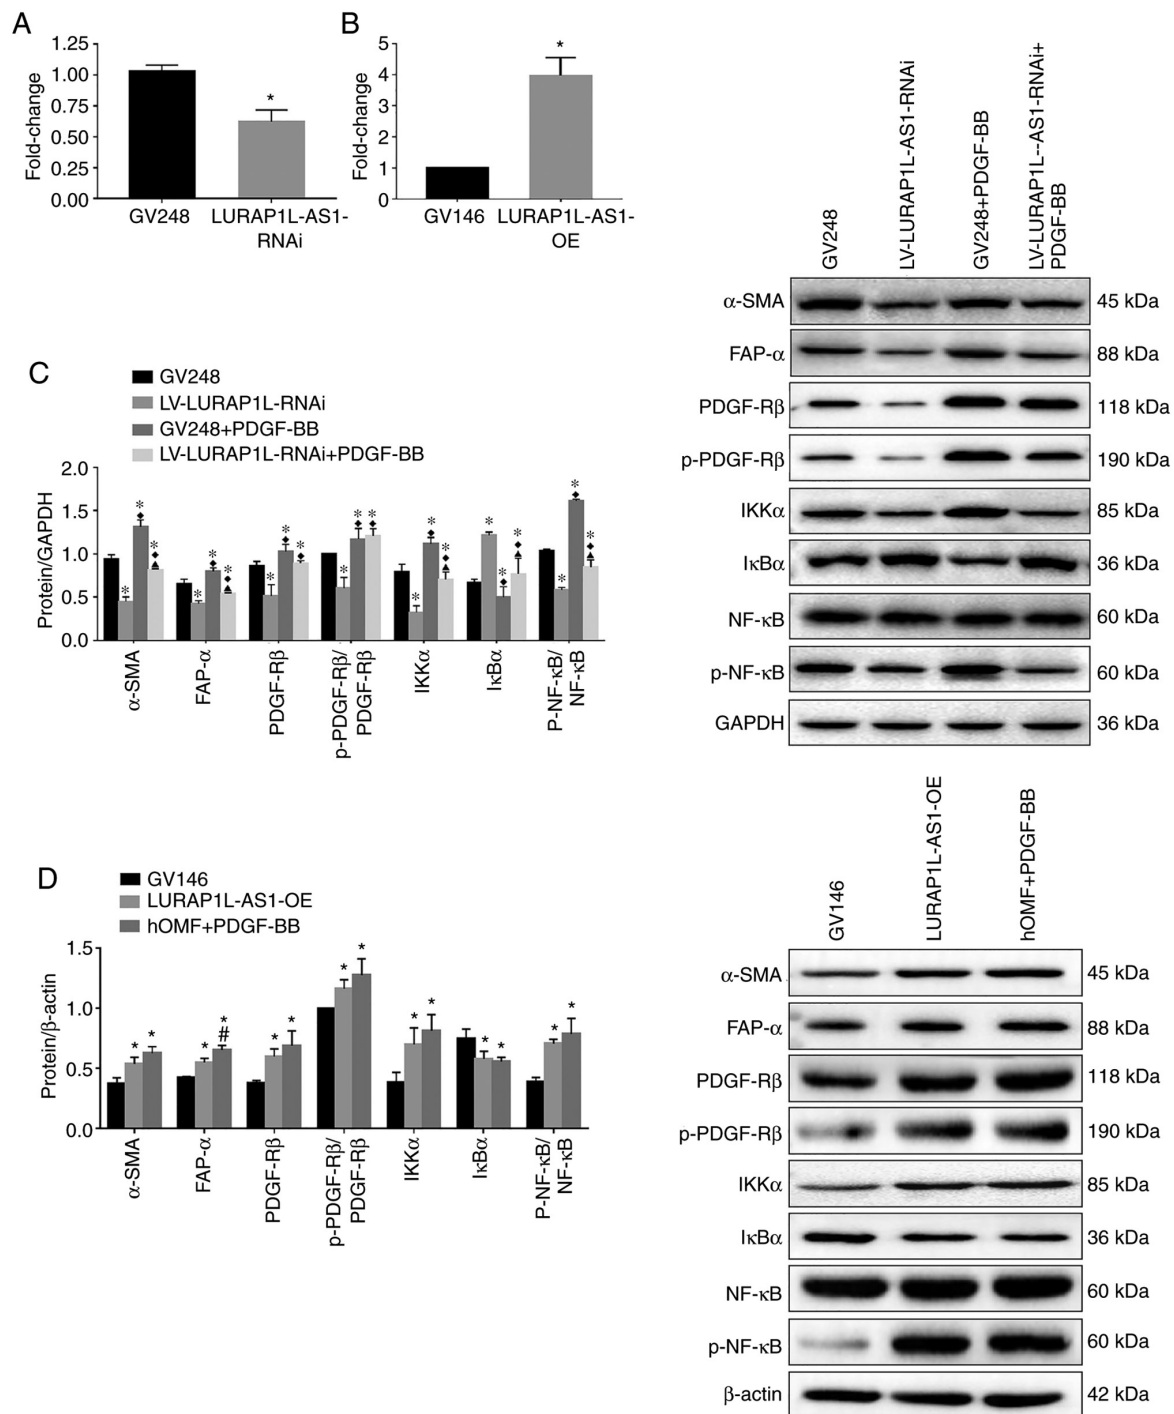 A
Fold-change
1.25
1.00
0.75
0.50
0.25
0.00
*
GV248
LURAP1L-AS1-
RNAi
B
Fold-change
5
4
3
2
1
0
*
GV146
LURAP1L-AS1-
OE
C
GV248
LV-LURAP1L-RNAi
GV248+PDGF-BB
LV-LURAP1L-RNAi+PDGF-BB
Protein/GAPDH
2.0
1.5
1.0
0.5
0.0
α-SMA
FAP-α
PDGF-Rβ
p-PDGF-Rβ/
PDGF-Rβ
IKKα
IκBα
P-NF-κB/
NF-κB
GV248
LV-LURAP1L-AS1-RNAi
GV248+PDGF-BB
LV-LURAP1L--AS1-RNAi+
PDGF-BB
α-SMA 45 kDa
FAP-α 88 kDa
PDGF-Rβ 118 kDa
p-PDGF-Rβ 190 kDa
IKKα 85 kDa
IκBα 36 kDa
NF-κB 60 kDa
p-NF-κB 60 kDa
GAPDH 36 kDa
D
GV146
LURAP1L-AS1-OE
hOMF+PDGF-BB
Protein/β-actin
1.5
1.0
0.5
0.0
* * * * #
* * * * * * * * * *
α-SMA
FAP-α
PDGF-Rβ
p-PDGF-Rβ/
PDGF-Rβ
IKKα
IκBα
P-NF-κB/
NF-κB
GV146
LURAP1L-AS1-OE
hOMF+PDGF-BB
α-SMA 45 kDa
FAP-α 88 kDa
PDGF-Rβ 118 kDa
p-PDGF-Rβ 190 kDa
IKKα 85 kDa
IκBα 36 kDa
NF-κB 60 kDa
p-NF-κB 60 kDa
β-actin 42 kDa